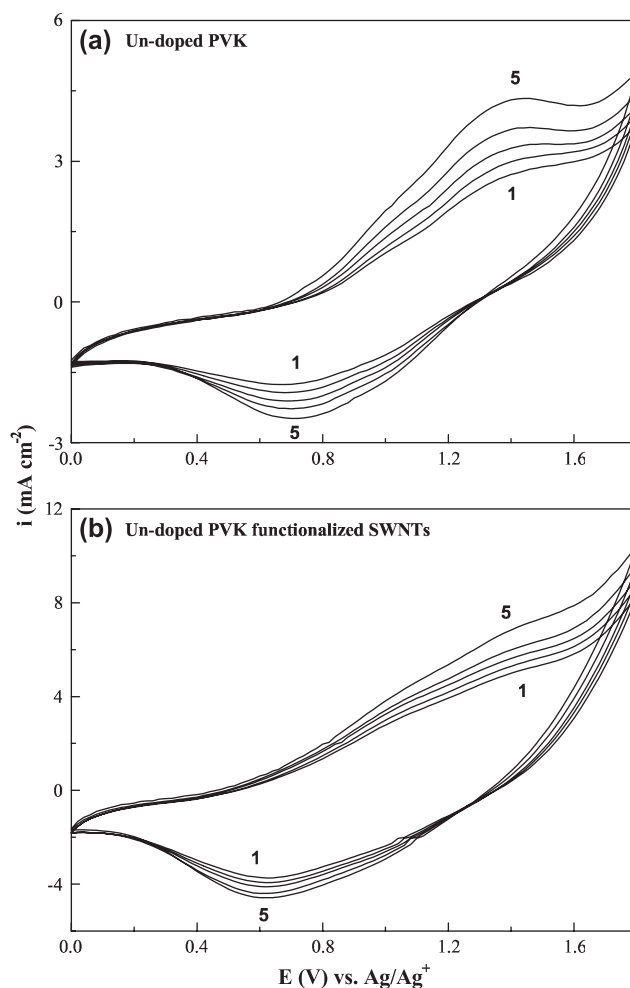 (a) Un-doped PVK
6
3
0
-3
5
1
1
5
0.0 0.4 0.8 1.2 1.6
i (mA cm⁻²)
(b) Un-doped PVK functionalized SWNTs
12
8
4
0
-4
5
1
1
5
0.0 0.4 0.8 1.2 1.6
E (V) vs. Ag/Ag⁺